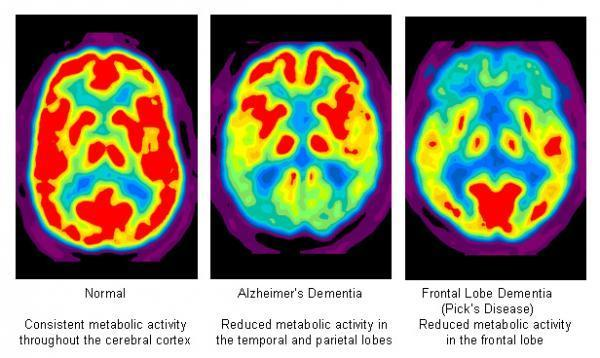 Normal
Consistent metabolic activity
throughout the cerebral cortex
Alzheimer's Dementia
Reduced metabolic activity in
the temporal and parietal lobes
Frontal Lobe Dementia
(Pick's Disease)
Reduced metabolic activity
in the frontal lobe